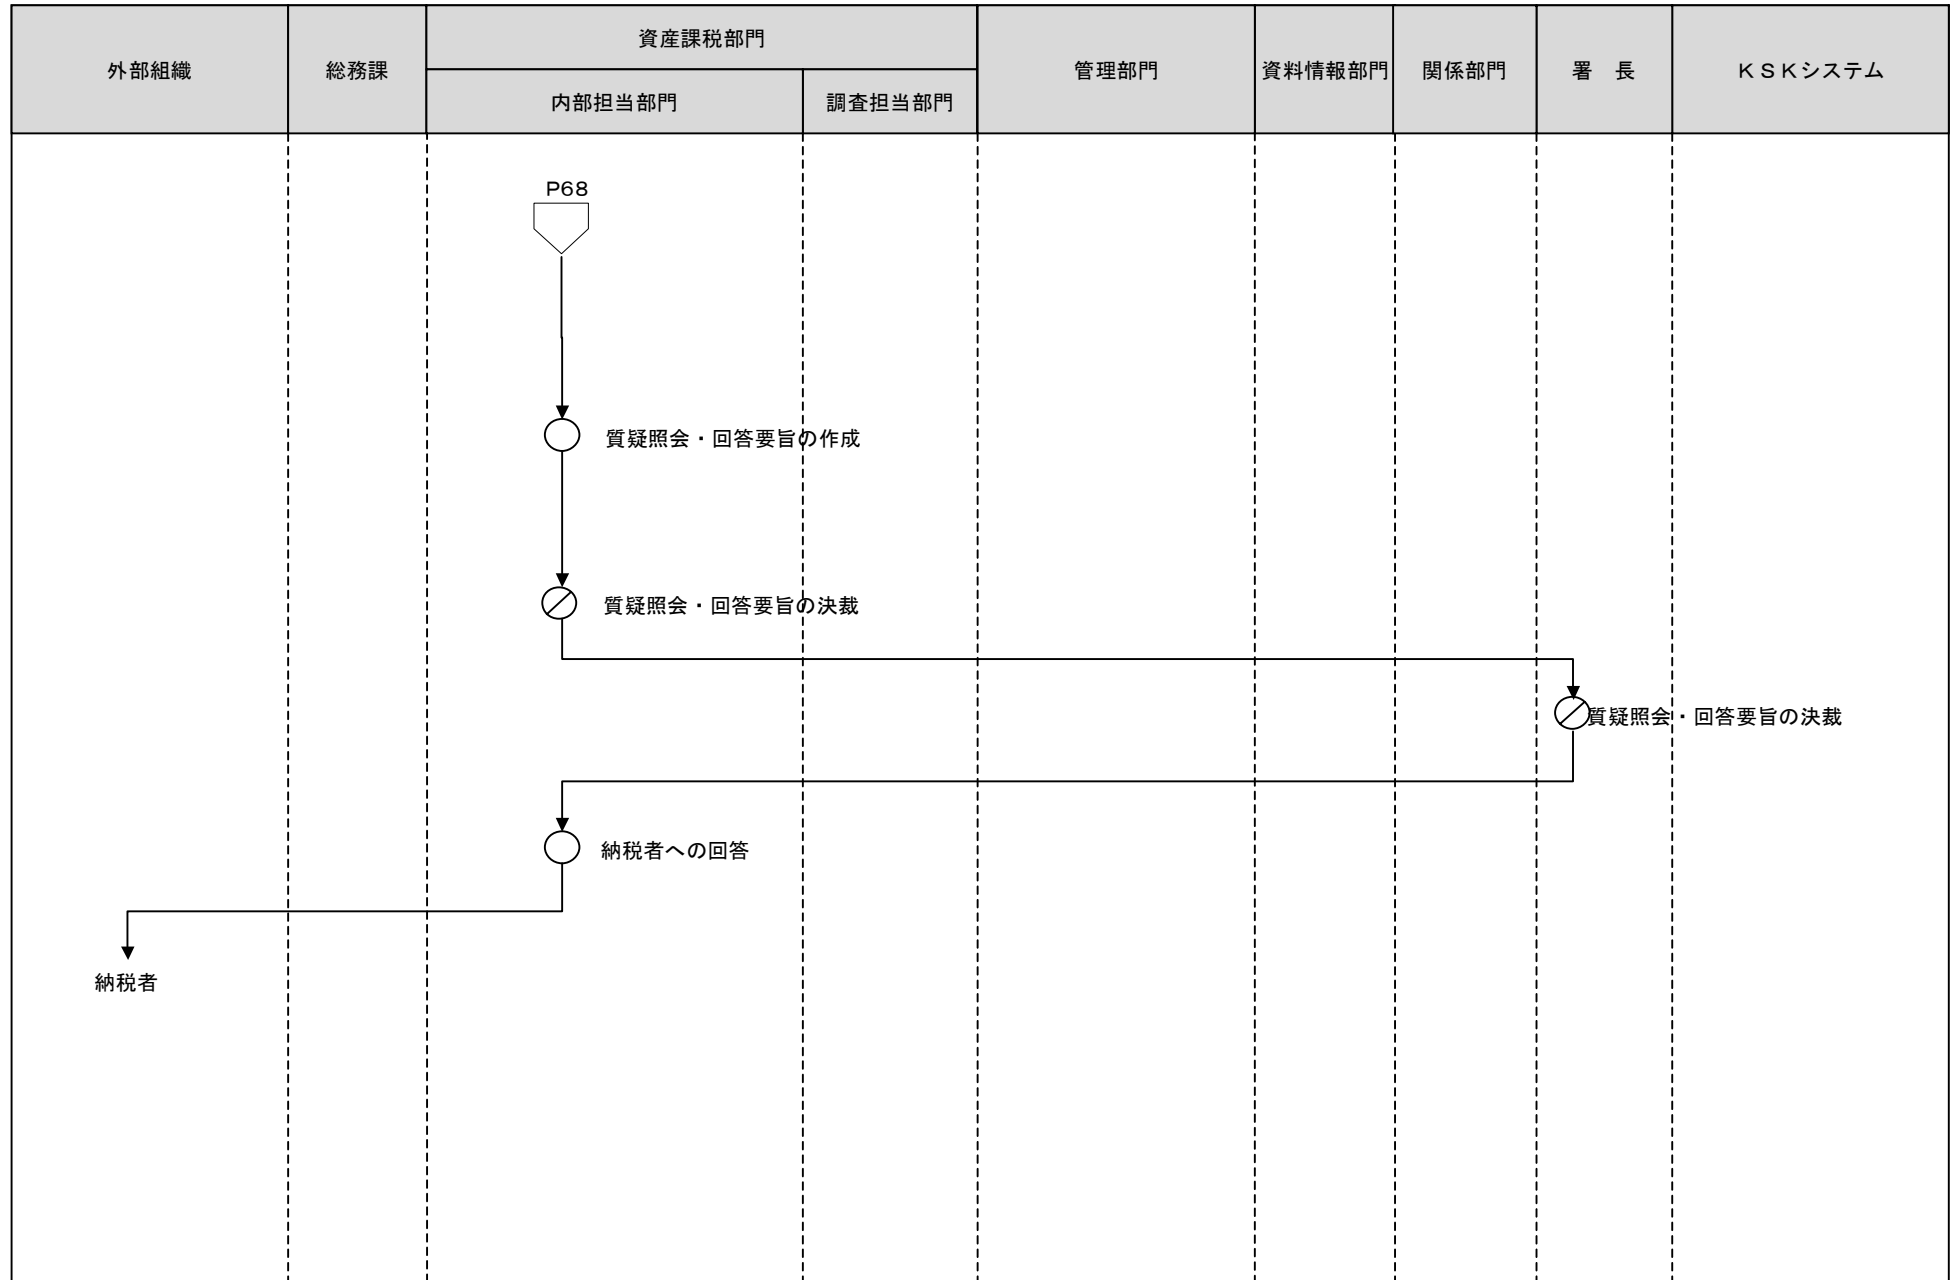 外部組織
総務課
資産課税部門
内部担当部門
調査担当部門
管理部門
資料情報部門
関係部門
署　長
ＫＳＫシステム
P68
質疑照会・回答要旨の作成
質疑照会・回答要旨の決裁
質疑照会・回答要旨の決裁
納税者への回答
納税者